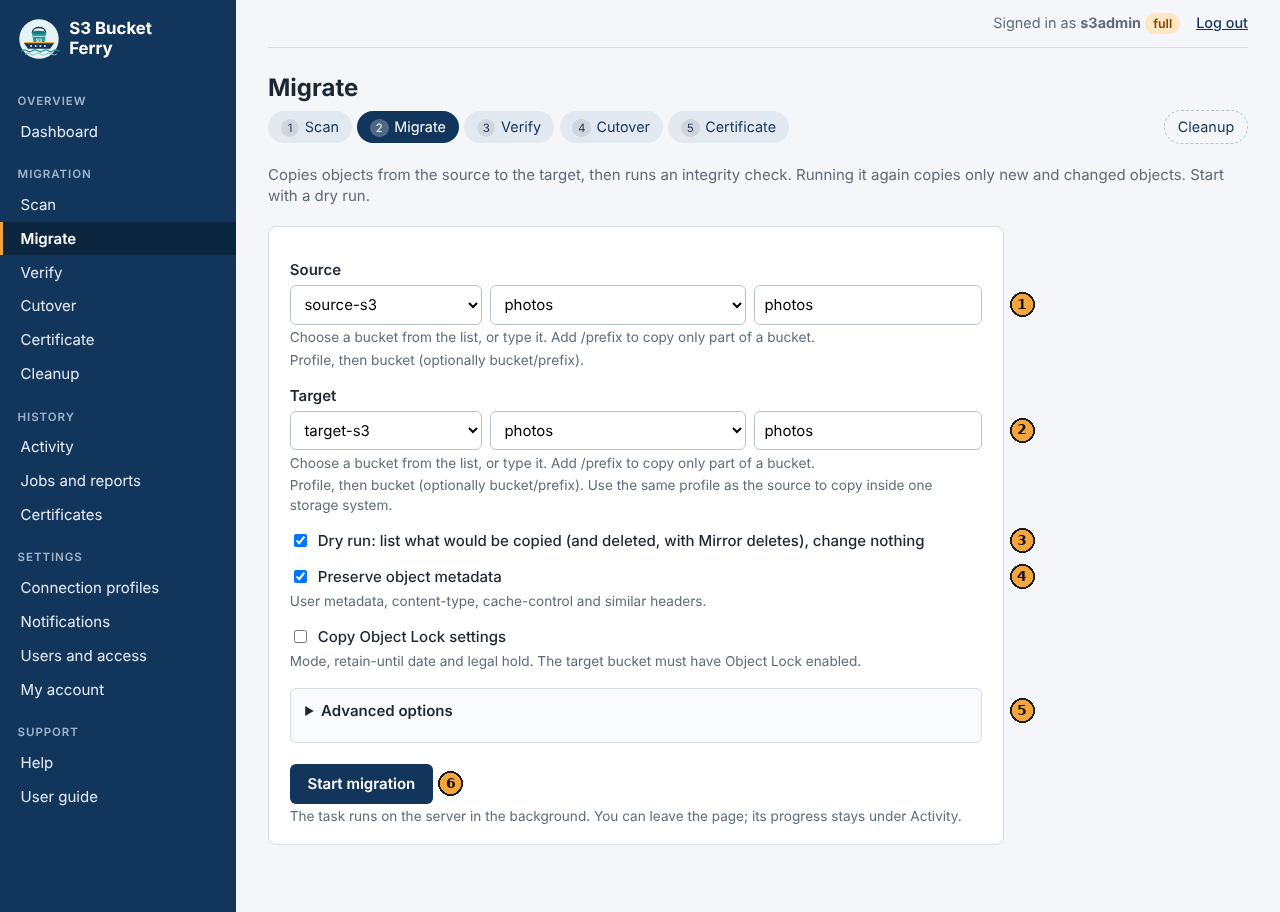 S3 Bucket
Ferry
OVERVIEW
Dashboard
MIGRATION
Scan
Migrate
Verify
Cutover
Certificate
Cleanup
HISTORY
Activity
Jobs and reports
Certificates
SETTINGS
Connection profiles
Notifications
Users and access
My account
SUPPORT
Help
User guide
Signed in as s3admin full Log out
Migrate
1 Scan 2 Migrate 3 Verify 4 Cutover 5 Certificate Cleanup
Copies objects from the source to the target, then runs an integrity check. Running it again copies only new and changed objects. Start
with a dry run.
Source
source-s3 photos photos 1
Choose a bucket from the list, or type it. Add /prefix to copy only part of a bucket.
Profile, then bucket (optionally bucket/prefix).
Target
target-s3 photos photos 2
Choose a bucket from the list, or type it. Add /prefix to copy only part of a bucket.
Profile, then bucket (optionally bucket/prefix). Use the same profile as the source to copy inside one
storage system.
Dry run: list what would be copied (and deleted, with Mirror deletes), change nothing 3
Preserve object metadata 4
User metadata, content-type, cache-control and similar headers.
Copy Object Lock settings
Mode, retain-until date and legal hold. The target bucket must have Object Lock enabled.
Advanced options 5
Start migration 6
The task runs on the server in the background. You can leave the page; its progress stays under Activity.